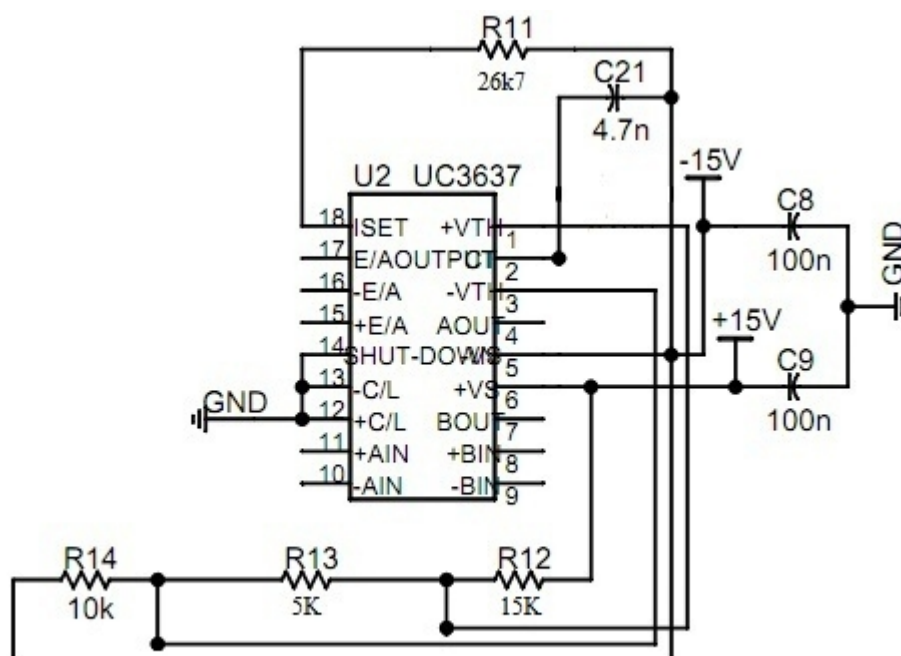 R11
26k7
C21
4.7n
-15V
U2 UC3637
C8
100n
GND
18 ISET +VTH 1
17 E/AOUTPUT CT 2
16 -E/A -VTH 3
15 +E/A AOUT 4
14 SHUT-DOWN -VS 5
13 -C/L +VS 6
12 +C/L BOUT 7
11 +AIN +BIN 8
10 -AIN -BIN 9
+15V
C9
100n
GND
R14 R13 R12
10k 5K 15K